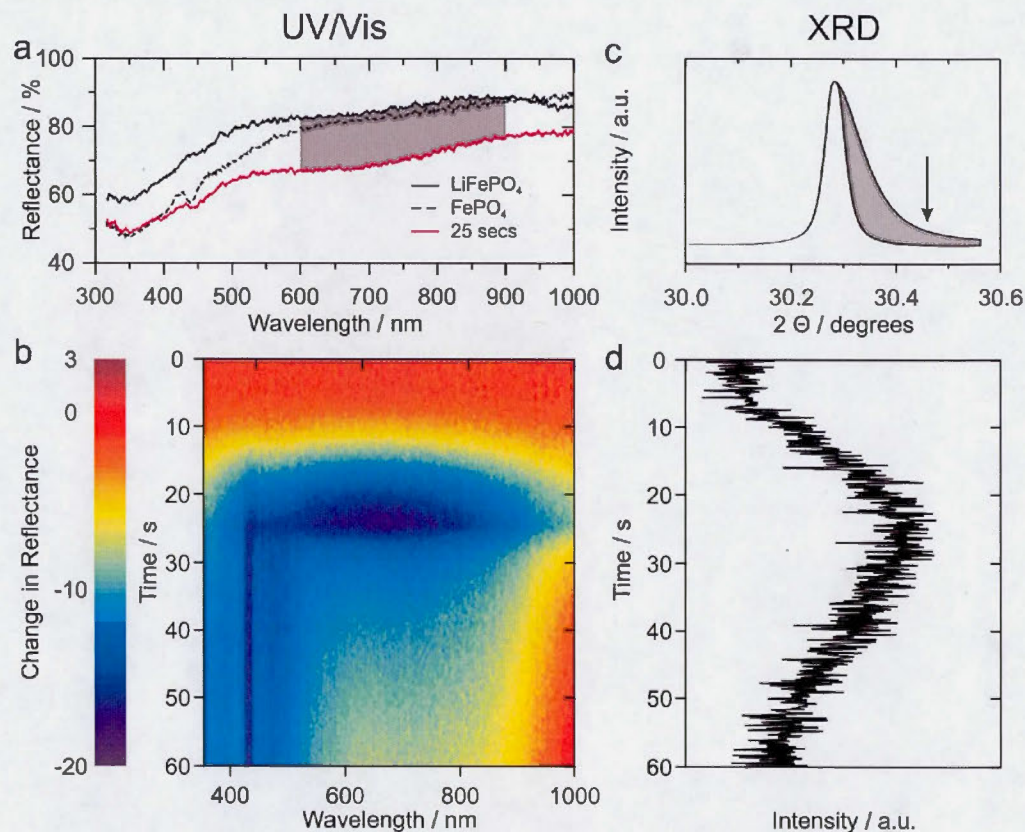 UV/Vis
XRD
a
100
80
60
40
Reflectance / %
LiFePO₄
FePO₄
25 secs
300 400 500 600 700 800 900 1000
Wavelength / nm
c
Intensity / a.u.
30.0 30.2 30.4 30.6
2 Θ / degrees
b
3
0
-10
-20
Change in Reflectance
0
10
20
30
40
50
60
Time / s
400 600 800 1000
Wavelength / nm
d
0
10
20
30
40
50
60
Time / s
Intensity / a.u.